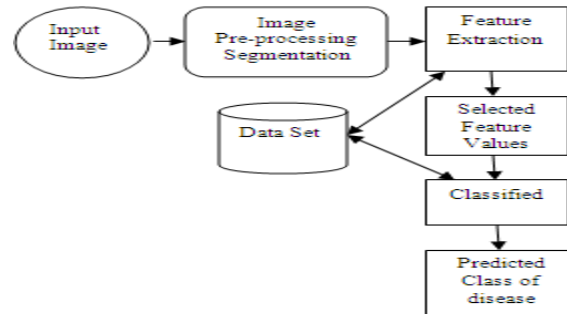 Input
Image
Image
Pre-processing
Segmentation
Feature
Extraction
Data Set
Selected
Feature
Values
Classified
Predicted
Class of
disease